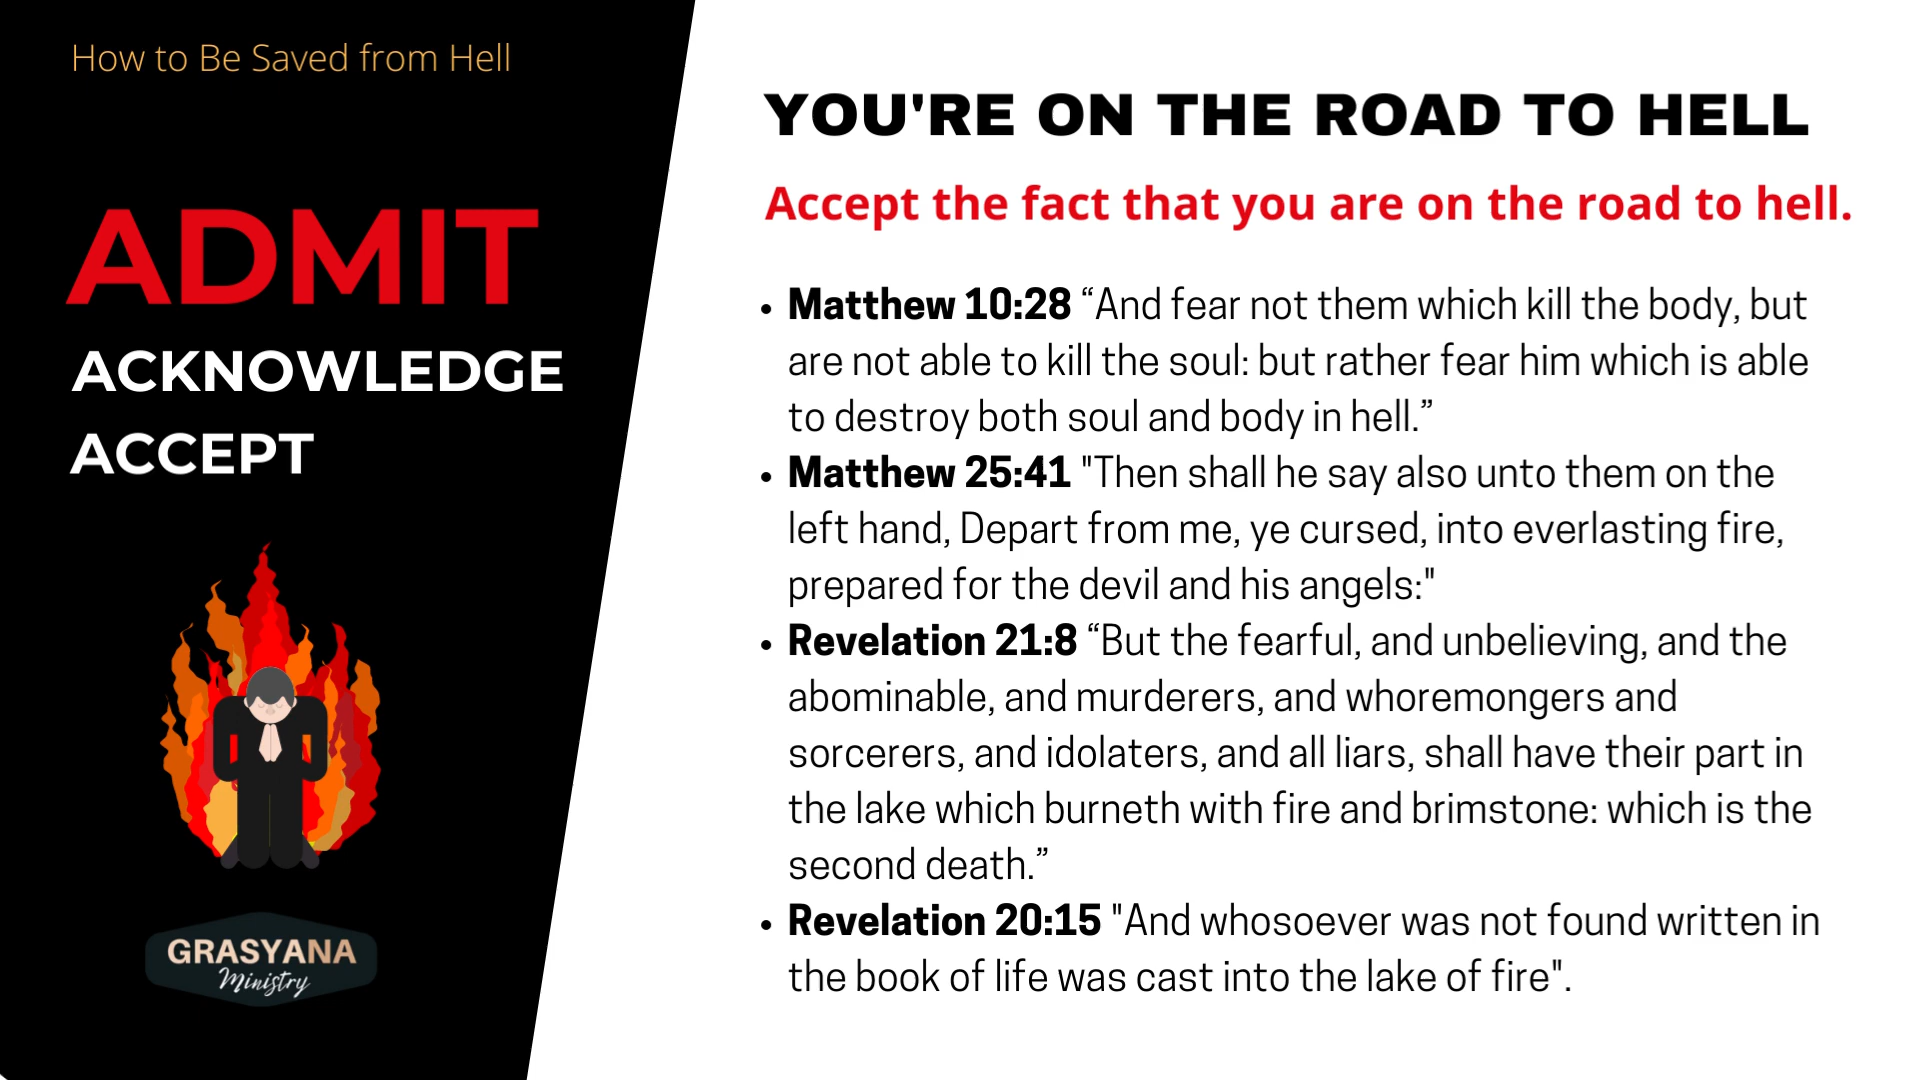 How to Be Saved from Hell
ADMIT
ACKNOWLEDGE
ACCEPT
GRASYANA
Ministry
YOU'RE ON THE ROAD TO HELL
Accept the fact that you are on the road to hell.
• Matthew 10:28 “And fear not them which kill the body, but
are not able to kill the soul: but rather fear him which is able
to destroy both soul and body in hell.”
• Matthew 25:41 "Then shall he say also unto them on the
left hand, Depart from me, ye cursed, into everlasting fire,
prepared for the devil and his angels:"
• Revelation 21:8 “But the fearful, and unbelieving, and the
abominable, and murderers, and whoremongers and
sorcerers, and idolaters, and all liars, shall have their part in
the lake which burneth with fire and brimstone: which is the
second death.”
• Revelation 20:15 "And whosoever was not found written in
the book of life was cast into the lake of fire".